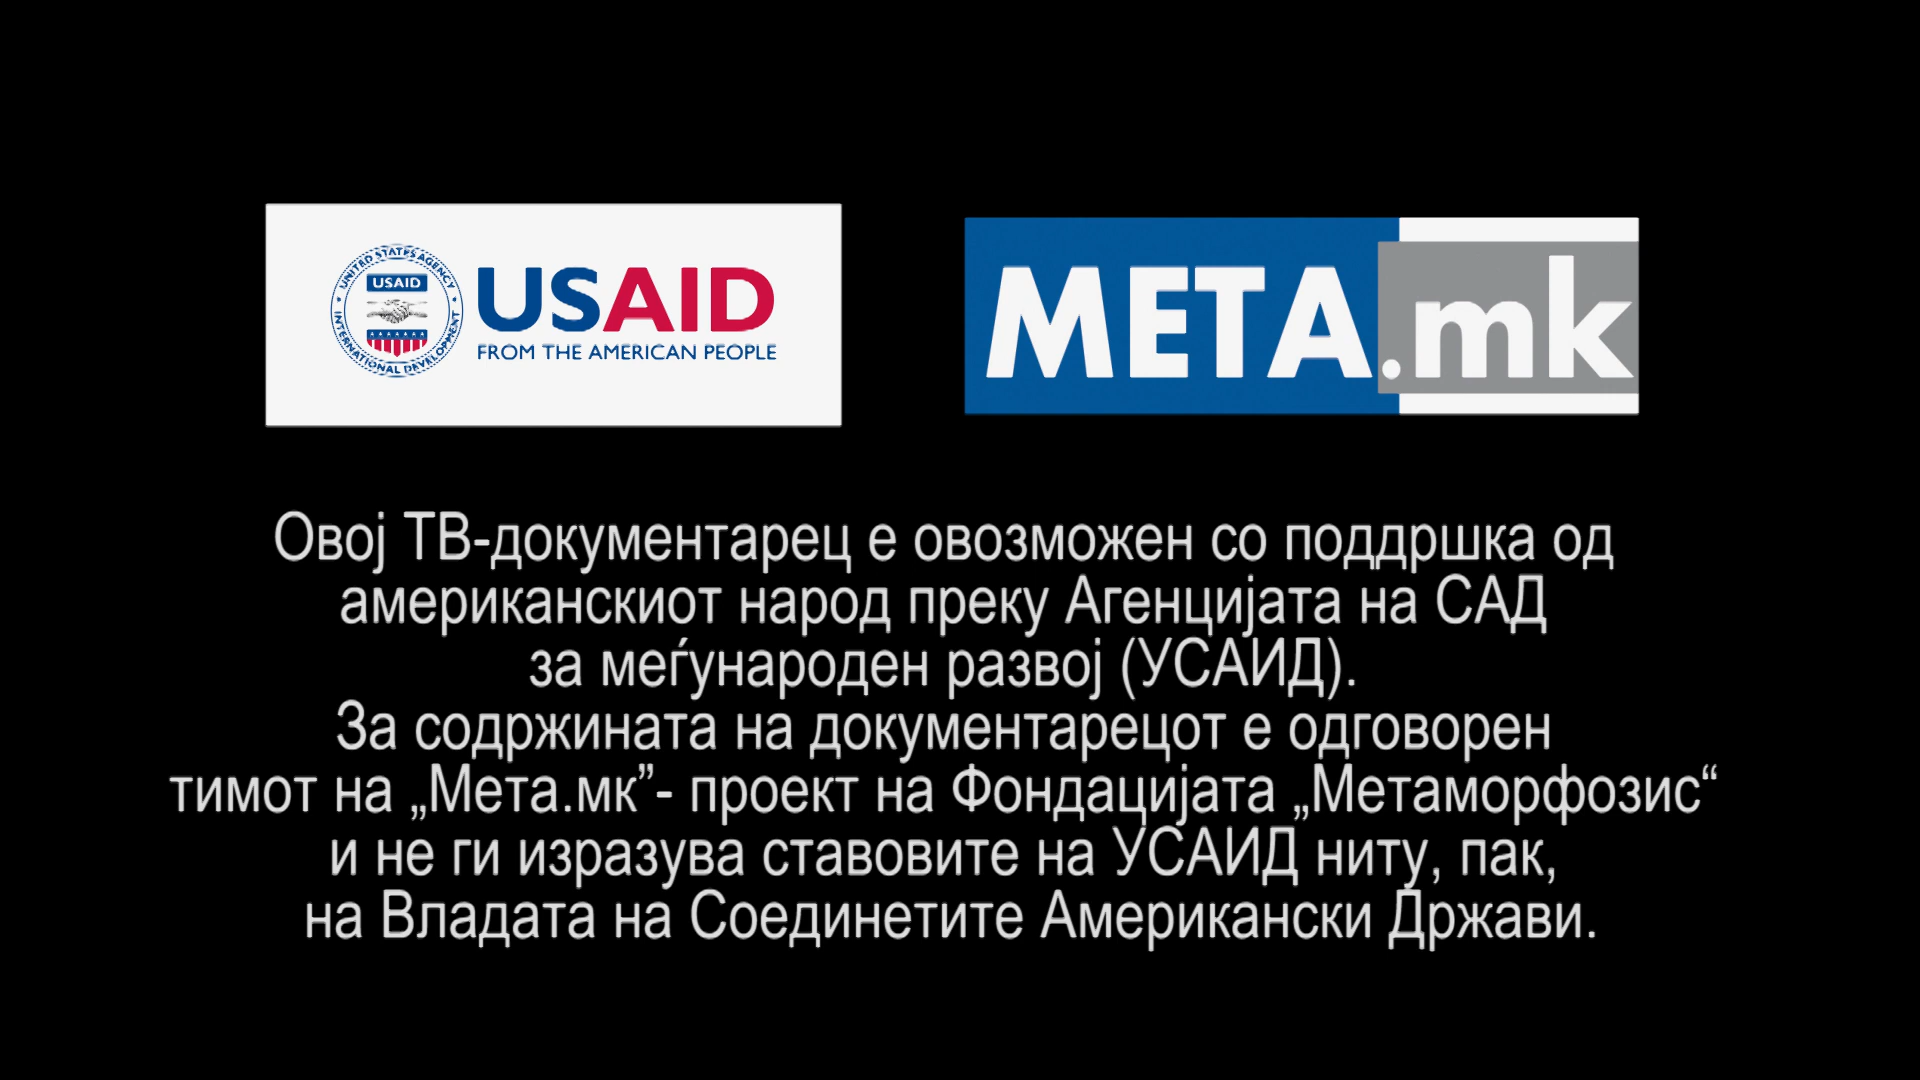 UNITED STATES AGENCY
USAID
INTERNATIONAL DEVELOPMENT
USAID
FROM THE AMERICAN PEOPLE
META.mk
Овој ТВ-документарец е овозможен со поддршка од
американскиот народ преку Агенцијата на САД
за меѓународен развој (УСАИД).
За содржината на документарецот е одговорен
тимот на „Мета.мк”- проект на Фондацијата „Метаморфозис“
и не ги изразува ставовите на УСАИД ниту, пак,
на Владата на Соединетите Американски Држави.